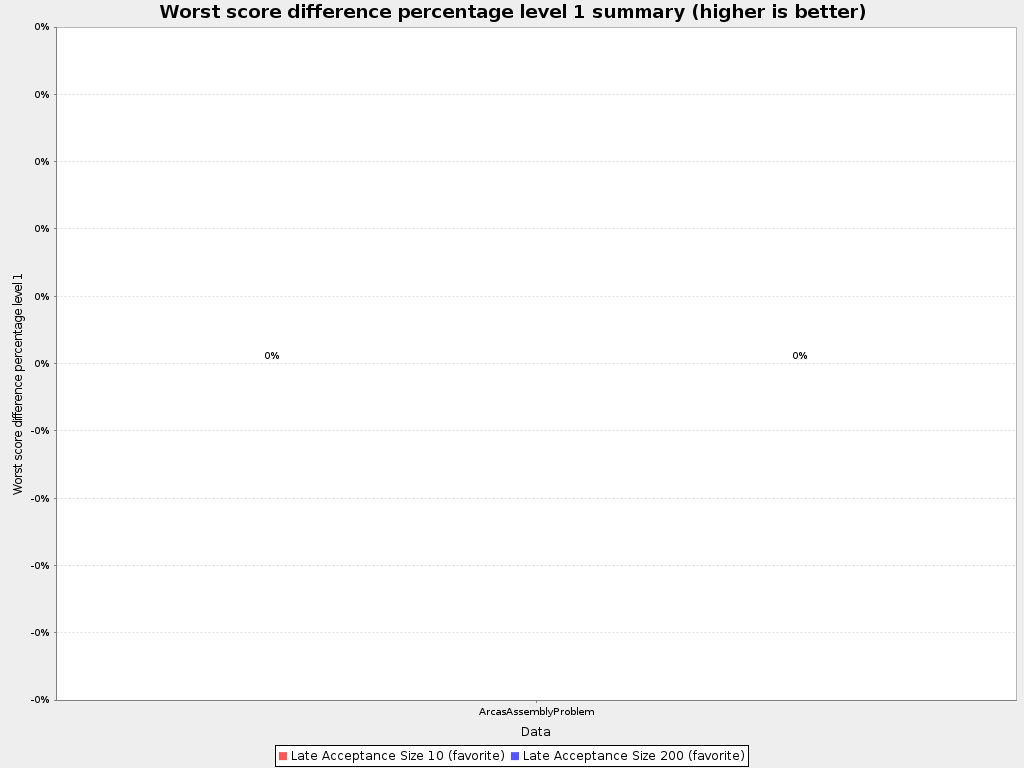 Worst score difference percentage level 1 summary (higher is better)
0%
0%
0%
0%
0%
0%
-0%
-0%
-0%
-0%
-0%
Worst score difference percentage level 1
0%
0%
ArcasAssemblyProblem
Data
Late Acceptance Size 10 (favorite) Late Acceptance Size 200 (favorite)